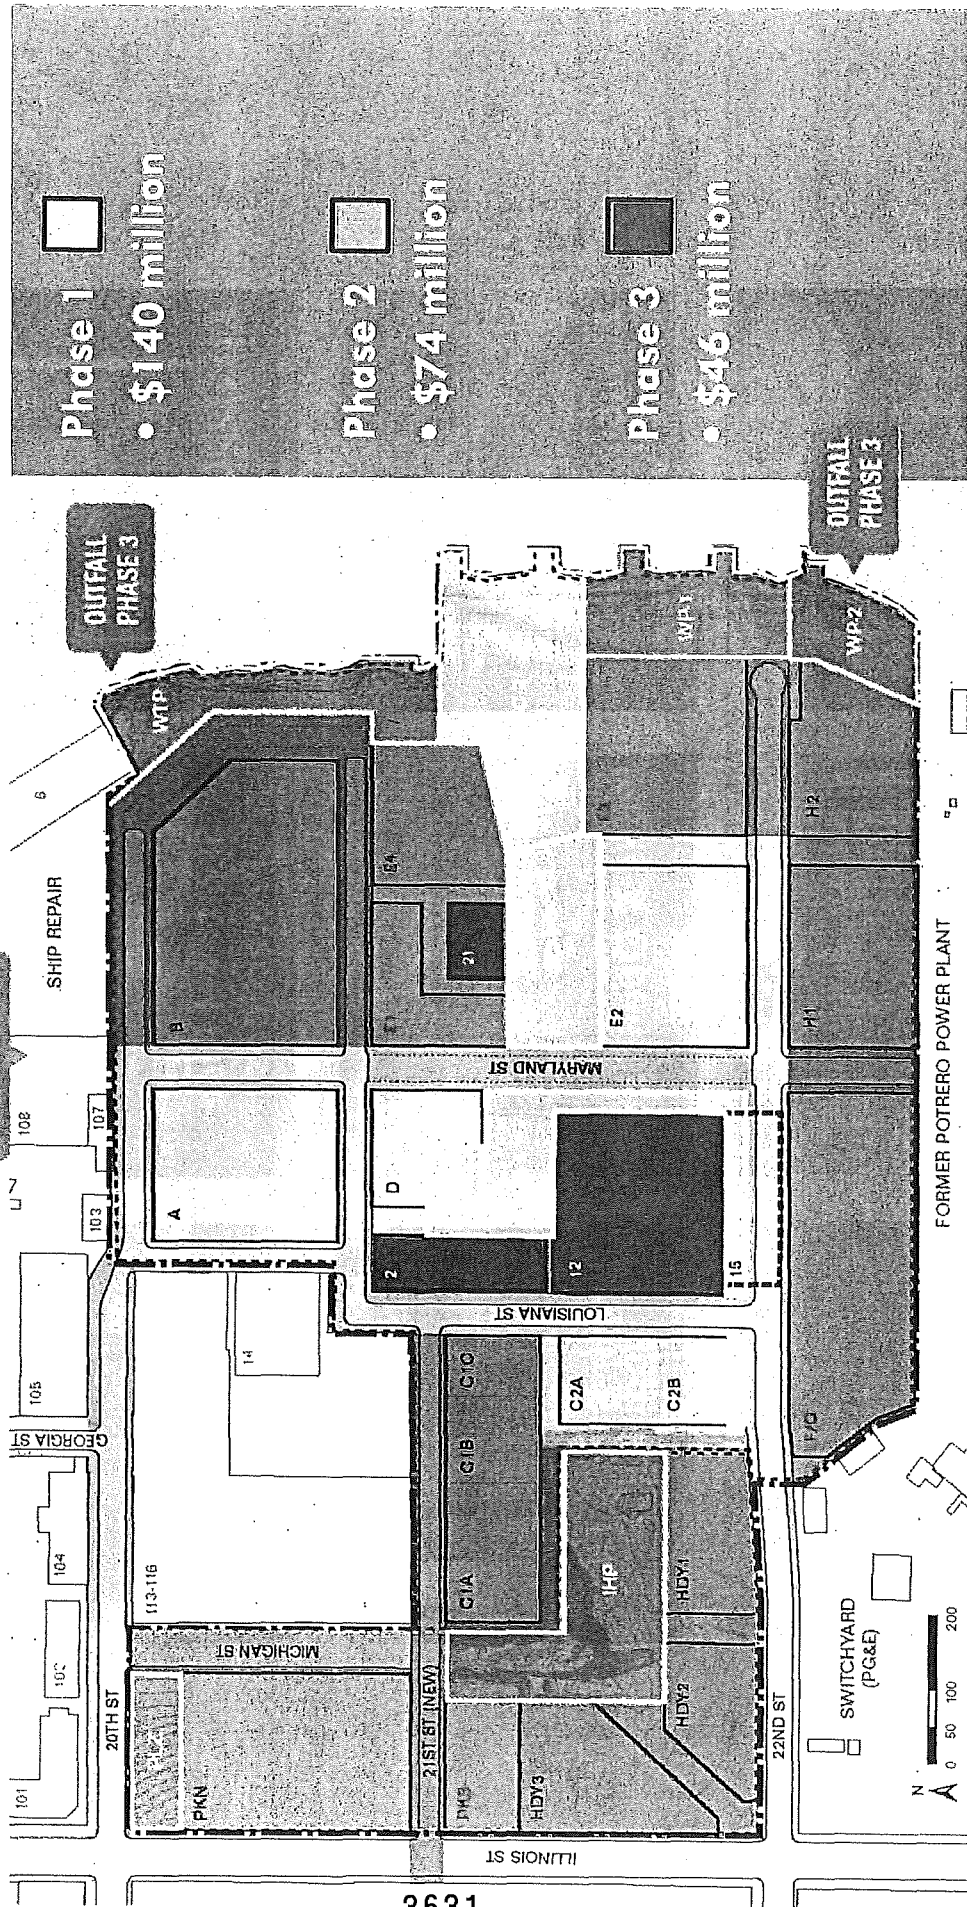 Phase 1
• $140 million
Phase 2
• $74 million
Phase 3
• $46 million
OUTFALL
PHASE 3
OUTFALL
PHASE 3
SHIP REPAIR
6
108
107
103
7
105
14
GEORGIA ST
104
102
101
113-116
20TH ST
MICHIGAN ST
PKN
21ST ST (NEW)
ILLINOIS ST
WTP
B
A
E4
21
D
2
12
15
MARYLAND ST
LOUISIANA ST
E2
WP-1
WP-2
H2
H1
C1A
C1B
C1C
C2A
C2B
IHP
HDY1
HDY2
HDY3
22ND ST
FORMER POTRERO POWER PLANT
SWITCHYARD
(PG&E)
N
0 50 100 200
3631